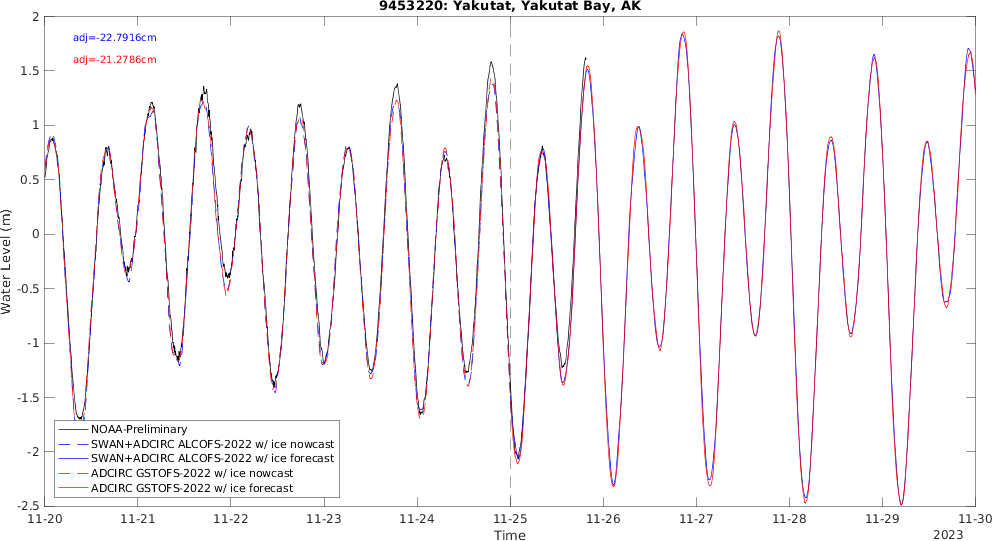 9453220: Yakutat, Yakutat Bay, AK
adj=-22.7916cm
adj=-21.2786cm
Water Level (m)
2
1.5
1
0.5
0
-0.5
-1
-1.5
-2
-2.5
NOAA-Preliminary
SWAN+ADCIRC ALCOFS-2022 w/ ice nowcast
SWAN+ADCIRC ALCOFS-2022 w/ ice forecast
ADCIRC GSTOFS-2022 w/ ice nowcast
ADCIRC GSTOFS-2022 w/ ice forecast
11-20 11-21 11-22 11-23 11-24 11-25 11-26 11-27 11-28 11-29 11-30
Time
2023